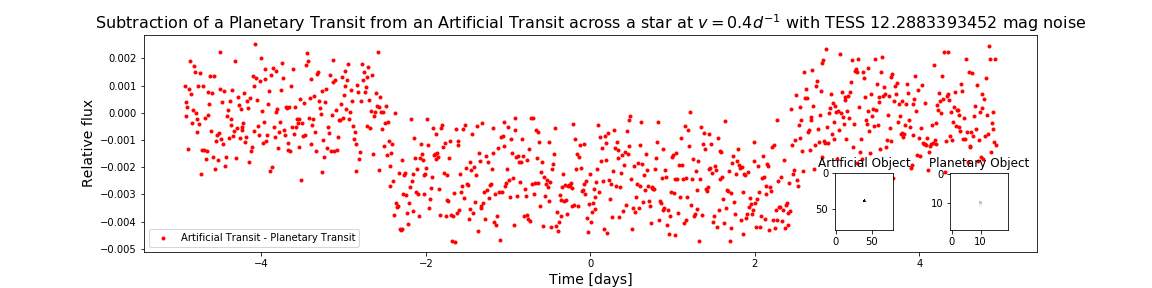 Subtraction of a Planetary Transit from an Artificial Transit across a star at v = 0.4d⁻¹ with TESS 12.2883393452 mag noise
Relative flux
0.002
0.001
0.000
−0.001
−0.002
−0.003
−0.004
−0.005
Artificial Transit - Planetary Transit
Artificial Object
0
50
0 50
Planetary Object
0
10
0 10
−4 −2 0 2 4
Time [days]